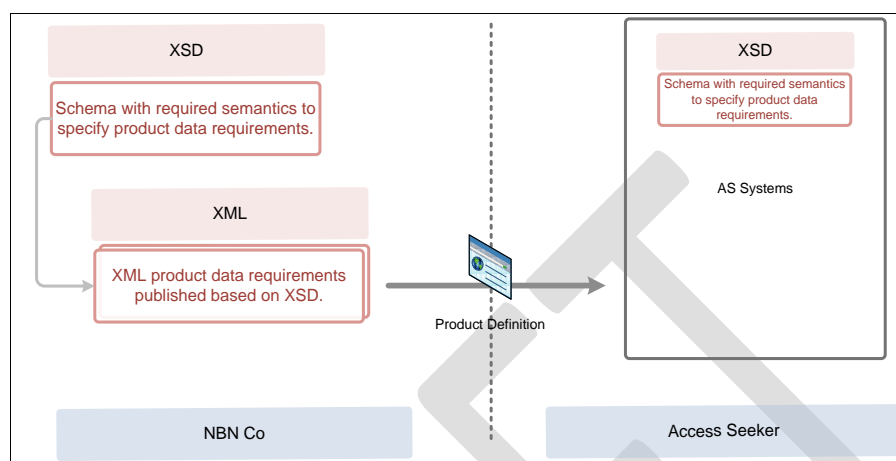 XSD
Schema with required semantics to
specify product data requirements.
XML
XML product data requirements
published based on XSD.
Product Definition
XSD
Schema with required semantics
to specify product data
requirements.
AS Systems
NBN Co
Access Seeker